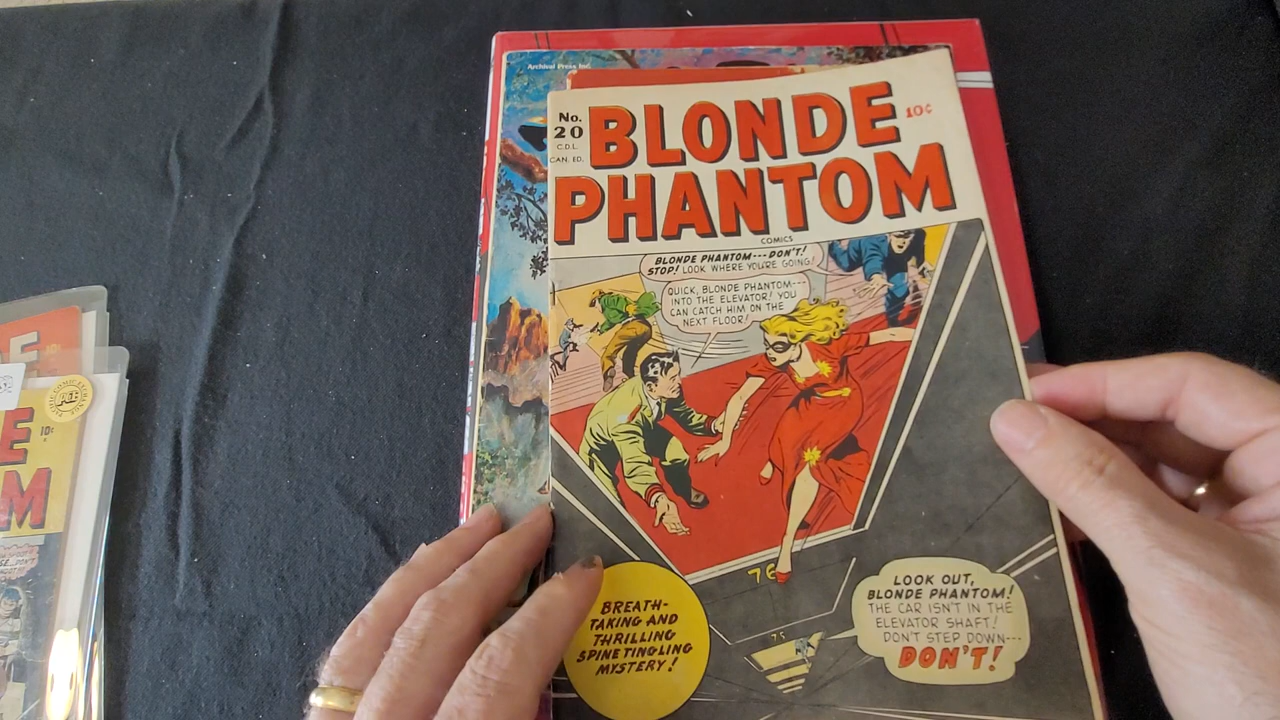 Archival Press Inc.
No.
20
C.D.L.
CAN. ED.
BLONDE
PHANTOM
10¢
COMICS
BLONDE PHANTOM---DON'T!
STOP! LOOK WHERE YOU'RE GOING!
QUICK, BLONDE PHANTOM---
INTO THE ELEVATOR! YOU
CAN CATCH HIM ON THE
NEXT FLOOR!
76
75
BREATH-
TAKING AND
THRILLING
SPINE TINGLING
MYSTERY!
LOOK OUT,
BLONDE PHANTOM!
THE CAR ISN'T IN THE
ELEVATOR SHAFT!
DON'T STEP DOWN---
DON'T!
E
10¢
E
M
PCE